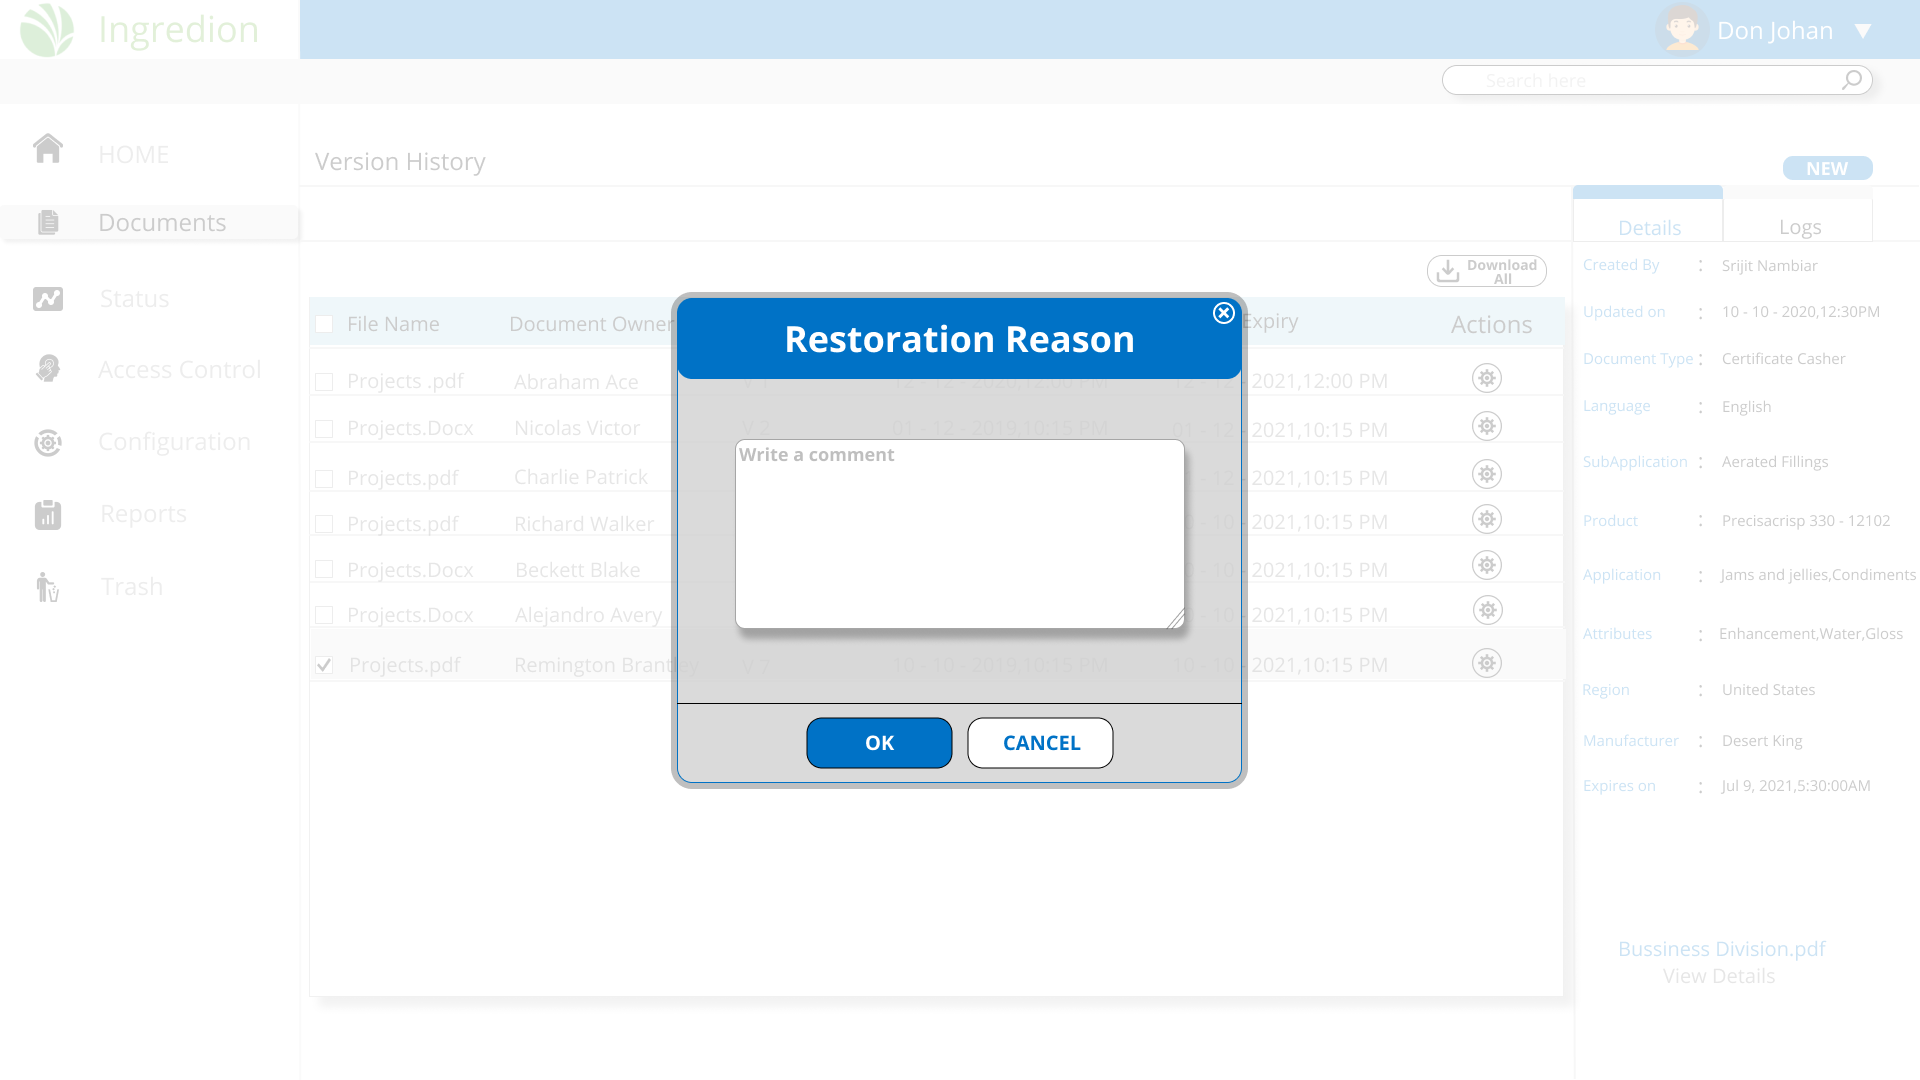 Ingredion
Don Johan
Search here
HOME
Documents
Status
Access Control
Configuration
Reports
Trash
Version History
NEW
Details
Logs
Download
All
File Name Document Owner Expiry Actions
Projects .pdf Abraham Ace V 1 12 - 12 - 2020,12:00 PM - 2021,12:00 PM
Projects.Docx Nicolas Victor V 2 01 - 12 - 2019,10:15 PM 01 - 12 - 2021,10:15 PM
Projects.pdf Charlie Patrick - 12 - 2021,10:15 PM
Projects.pdf Richard Walker - 10 - 2021,10:15 PM
Projects.Docx Beckett Blake - 10 - 2021,10:15 PM
Projects.Docx Alejandro Avery - 10 - 2021,10:15 PM
Projects.pdf Remington Brantley V 7 10 - 10 - 2019,10:15 PM 10 - 10 - 2021,10:15 PM
Restoration Reason
Write a comment
OK
CANCEL
Created By : Srijit Nambiar
Updated on : 10 - 10 - 2020,12:30PM
Document Type : Certificate Casher
Language : English
SubApplication : Aerated Fillings
Product : Precisacrisp 330 - 12102
Application : Jams and jellies,Condiments
Attributes : Enhancement,Water,Gloss
Region : United States
Manufacturer : Desert King
Expires on : Jul 9, 2021,5:30:00AM
Bussiness Division.pdf
View Details